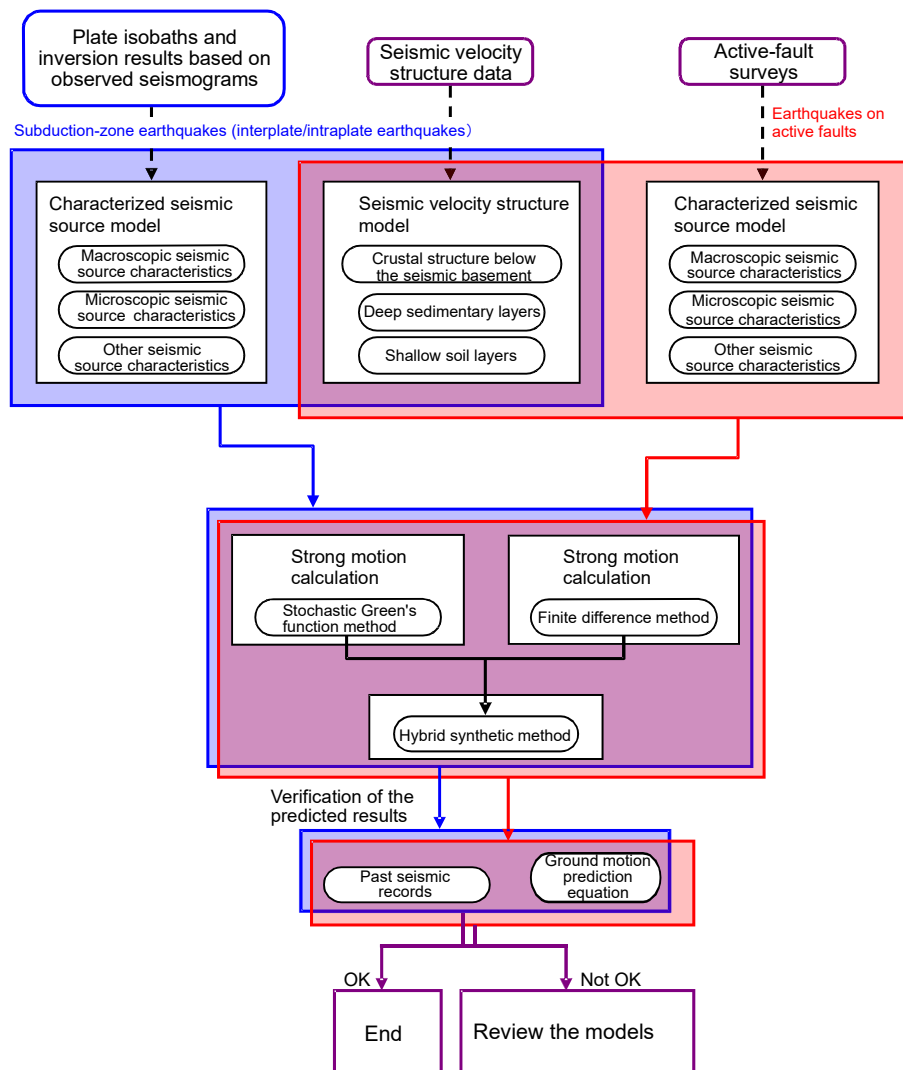 Plate isobaths and
inversion results based on
observed seismograms
Seismic velocity
structure data
Active-fault
surveys
Subduction-zone earthquakes (interplate/intraplate earthquakes）
Earthquakes on
active faults
Characterized seismic
source model
Macroscopic seismic
source characteristics
Microscopic seismic
source characteristics
Other seismic
source characteristics
Seismic velocity structure
model
Crustal structure below
the seismic basement
Deep sedimentary layers
Shallow soil layers
Characterized seismic
source model
Macroscopic seismic
source characteristics
Microscopic seismic
source characteristics
Other seismic
source characteristics
Strong motion
calculation
Stochastic Green's
function method
Strong motion
calculation
Finite difference method
Hybrid synthetic method
Verification of the
predicted results
Past seismic
records
Ground motion
prediction
equation
OK
Not OK
End
Review the models